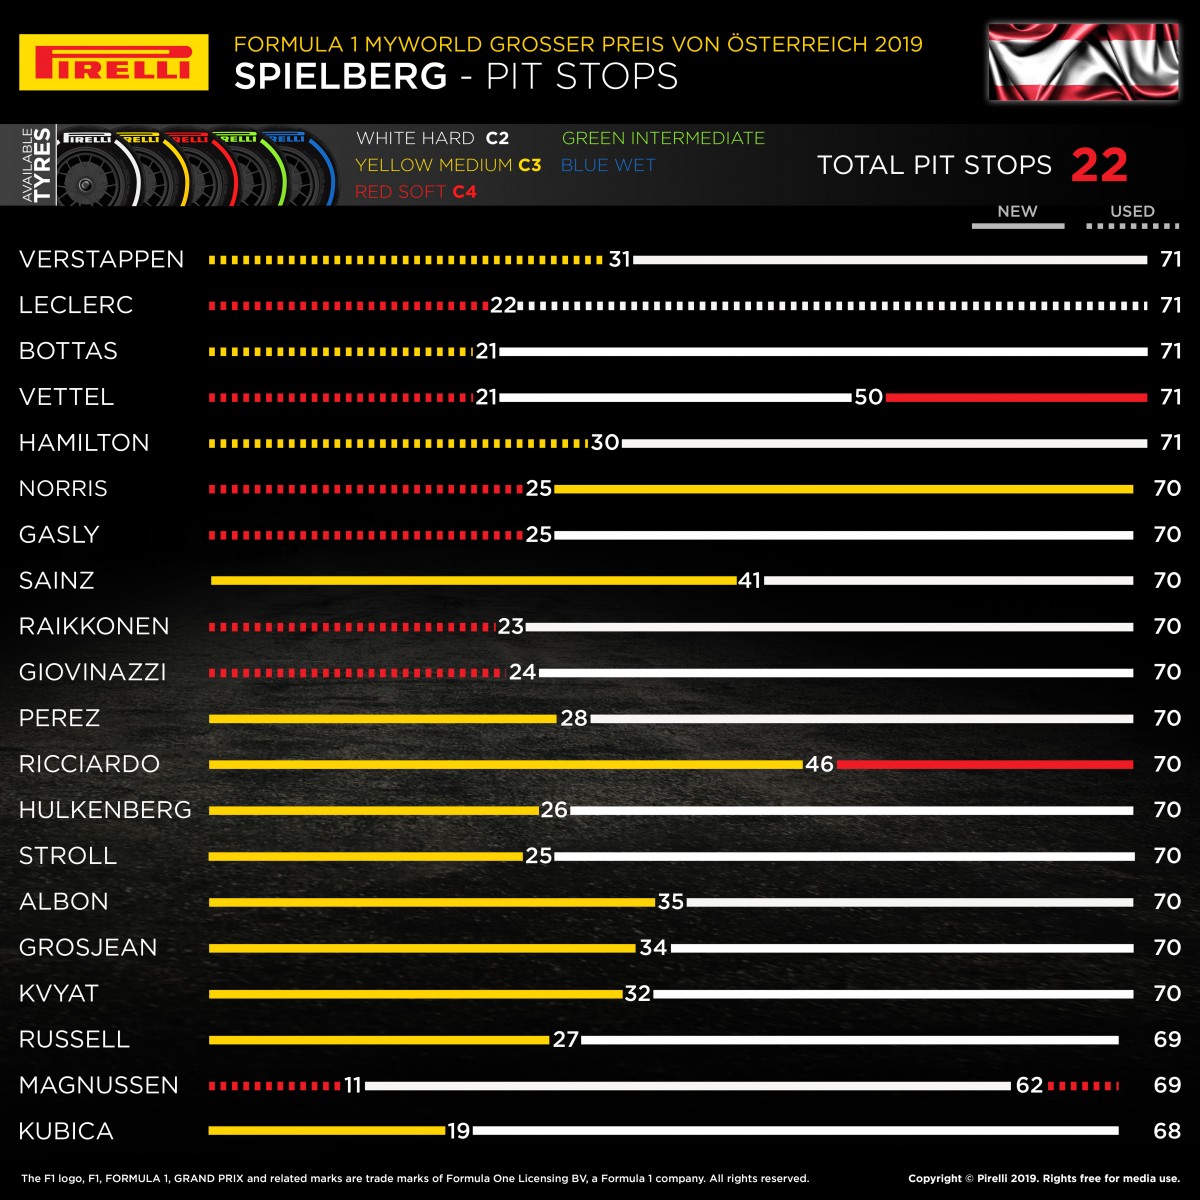 PIRELLI
FORMULA 1 MYWORLD GROSSER PREIS VON ÖSTERREICH 2019
SPIELBERG - PIT STOPS
AVAILABLE
TYRES
PIRELLI PIRELLI PIRELLI PIRELLI PIRELLI
WHITE HARD C2
YELLOW MEDIUM C3
RED SOFT C4
GREEN INTERMEDIATE
BLUE WET
TOTAL PIT STOPS 22
NEW USED
VERSTAPPEN 31 71
LECLERC 22 71
BOTTAS 21 71
VETTEL 21 50 71
HAMILTON 30 71
NORRIS 25 70
GASLY 25 70
SAINZ 41 70
RAIKKONEN 23 70
GIOVINAZZI 24 70
PEREZ 28 70
RICCIARDO 46 70
HULKENBERG 26 70
STROLL 25 70
ALBON 35 70
GROSJEAN 34 70
KVYAT 32 70
RUSSELL 27 69
MAGNUSSEN 11 62 69
KUBICA 19 68
The F1 logo, F1, FORMULA 1, GRAND PRIX and related marks are trade marks of Formula One Licensing BV, a Formula 1 company. All rights reserved. Copyright © Pirelli 2019. Rights free for media use.